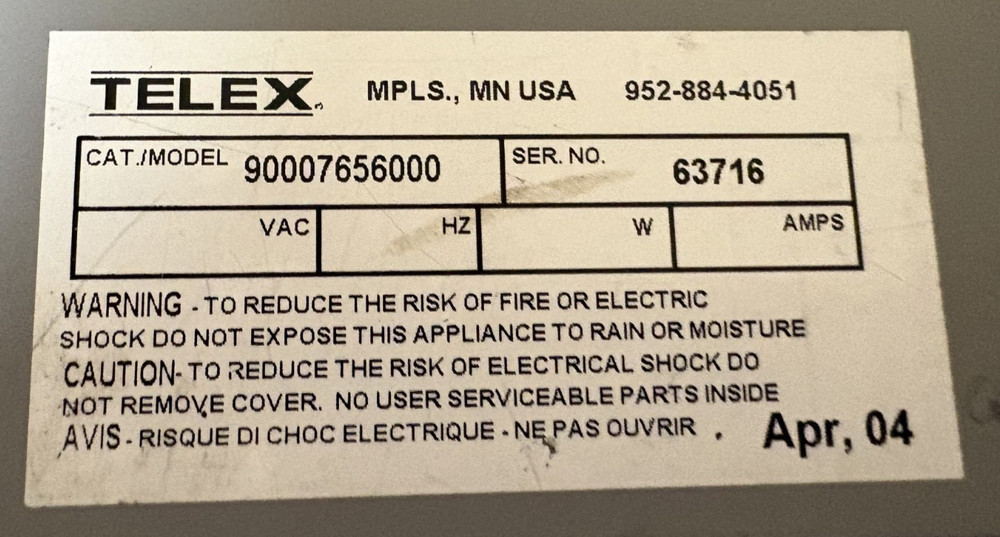 TELEX® MPLS., MN USA 952-884-4051
CAT./MODEL 90007656000 SER. NO. 63716
VAC HZ W AMPS
WARNING - TO REDUCE THE RISK OF FIRE OR ELECTRIC
SHOCK DO NOT EXPOSE THIS APPLIANCE TO RAIN OR MOISTURE
CAUTION- TO REDUCE THE RISK OF ELECTRICAL SHOCK DO
NOT REMOVE COVER. NO USER SERVICEABLE PARTS INSIDE
AVIS - RISQUE DI CHOC ELECTRIQUE - NE PAS OUVRIR . Apr, 04